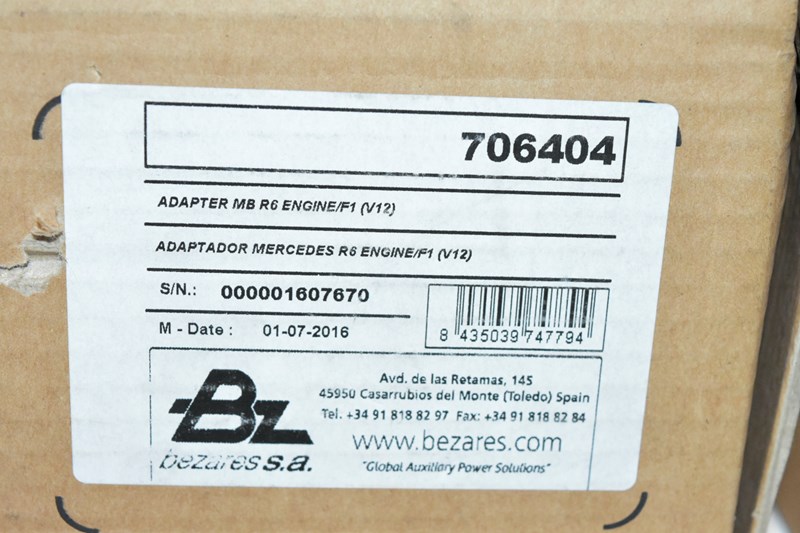 706404
ADAPTER MB R6 ENGINE/F1 (V12)
ADAPTADOR MERCEDES R6 ENGINE/F1 (V12)
S/N.: 000001607670
M - Date : 01-07-2016
8 435039 747794
Bz
bezares s.a.
Avd. de las Retamas, 145
45950 Casarrubios del Monte (Toledo) Spain
Tel. +34 91 818 82 97 Fax: +34 91 818 82 84
www.bezares.com
"Global Auxiliary Power Solutions"